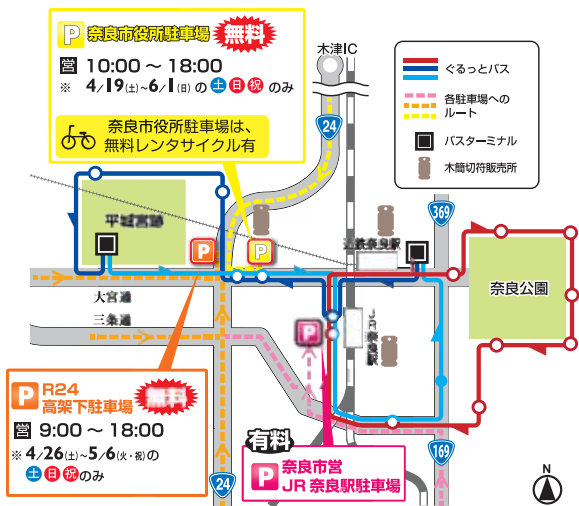 P 奈良市役所駐車場 無料
営 10:00～18:00
※ 4/19(土)~6/1(日) の 土 日 祝 のみ
奈良市役所駐車場は、
無料レンタサイクル有
木津IC
24
ぐるっとバス
各駐車場への
ルート
バスターミナル
木簡切符販売所
369
平城宮跡
P
P
近鉄奈良駅
奈良公園
大宮通
三条通
P
JR奈良駅
P R24
高架下駐車場 無料
営 9:00～18:00
※ 4/26(土)~5/6(火・祝)の
土 日 祝 のみ
有料
P 奈良市営
JR 奈良駅駐車場
24
169
N